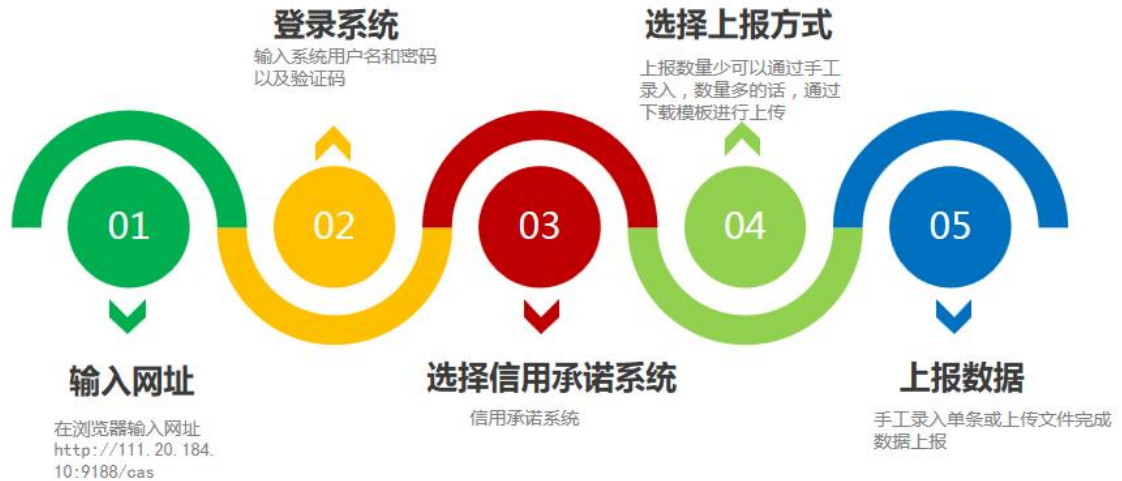 登录系统
输入系统用户名和密码
以及验证码
选择上报方式
上报数量少可以通过手工
录入，数量多的话，通过
下载模板进行上传
01
02
03
04
05
输入网址
在浏览器输入网址
http://111.20.184.
10:9188/cas
选择信用承诺系统
信用承诺系统
上报数据
手工录入单条或上传文件完成
数据上报